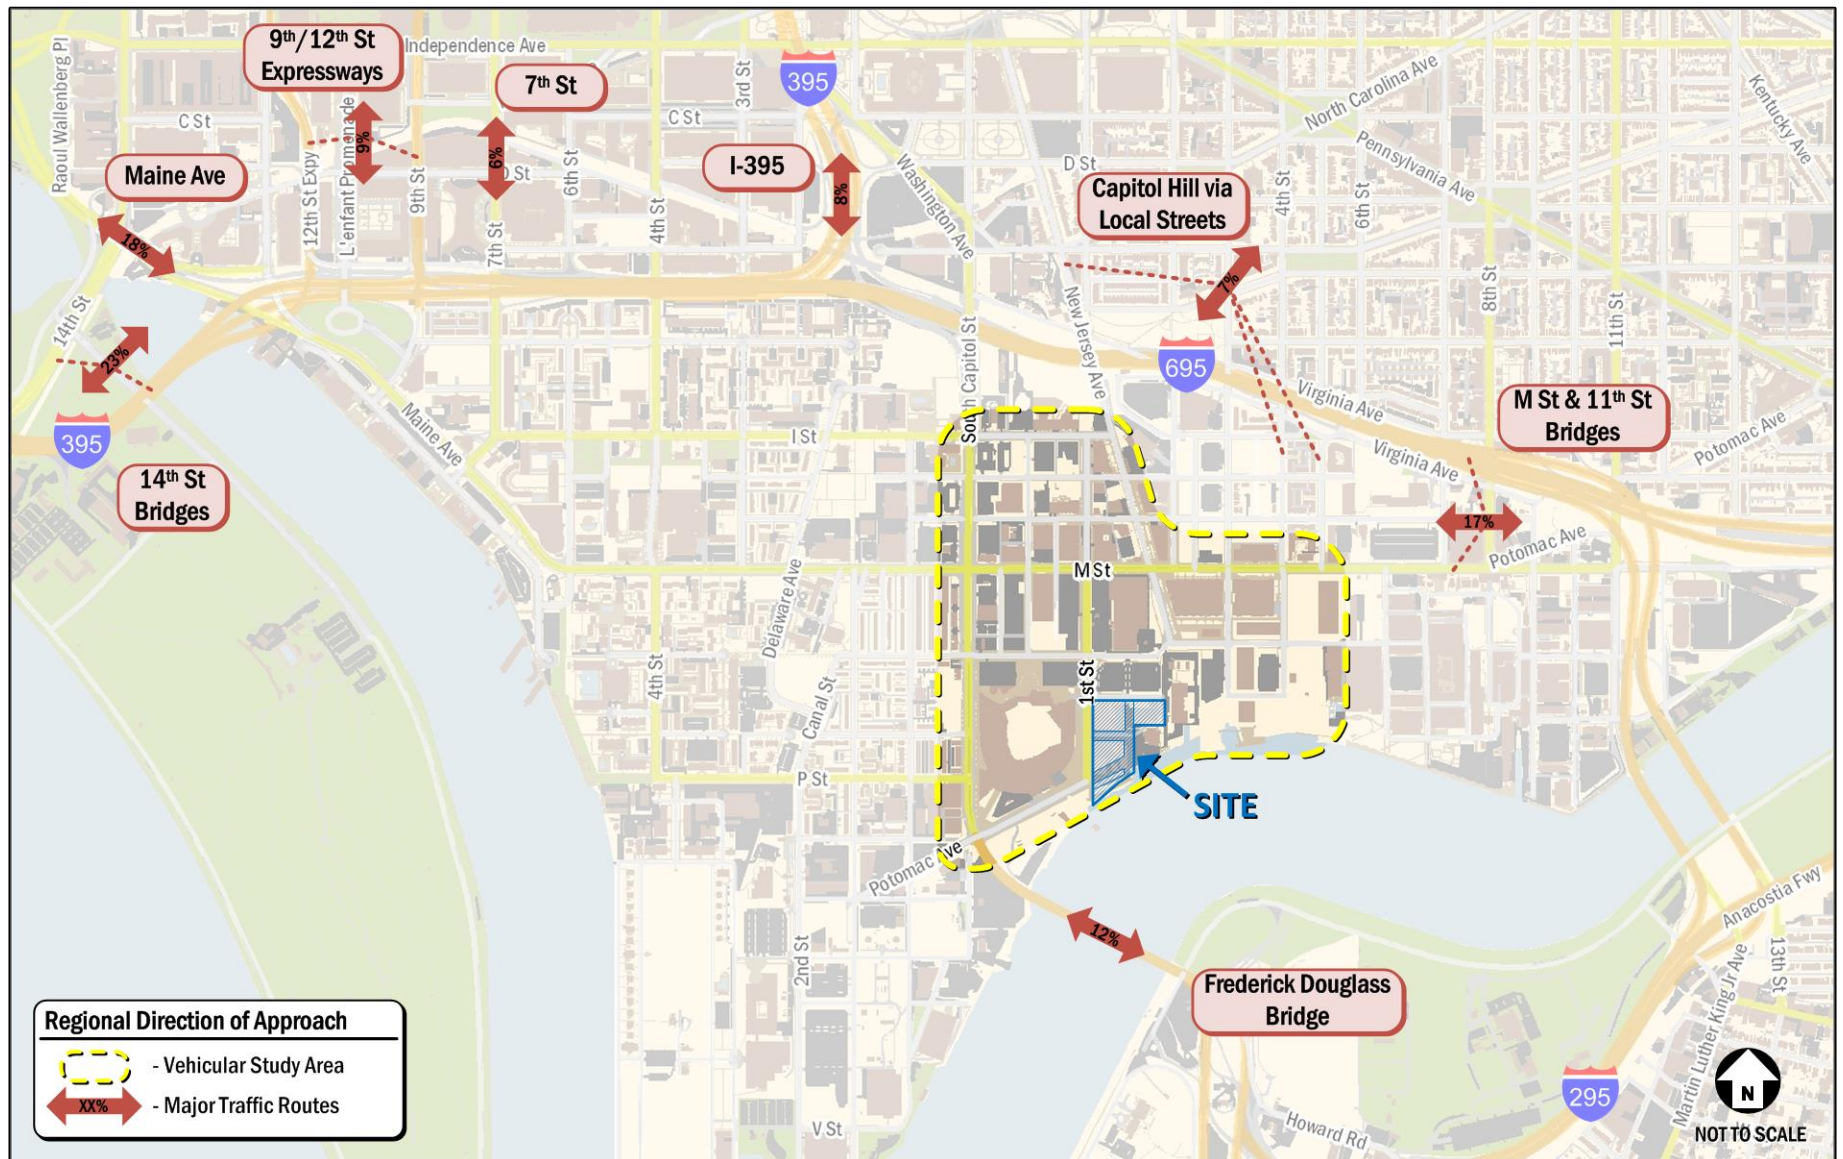 9th/12th St
Expressways
Independence Ave
7th St
395
3rd St
Raoul Wallenberg Pl
C St
C St
North Carolina Ave
Kentucky Ave
Pennsylvania Ave
Maine Ave
L'enfant Promenade
9%
6%
D St
6th St
I-395
8%
Washington Ave
D St
Capitol Hill via
Local Streets
4th St
6th St
12th St Expy
9th St
7th St
4th St
18%
7%
8th St
11th St
14th St
23%
New Jersey Ave
South Capitol St
695
Virginia Ave
M St & 11th St
Bridges
395
Maine Ave
I St
Virginia Ave
Potomac Ave
14th St
Bridges
17%
Potomac Ave
M St
Delaware Ave
4th St
Canal St
1st St
P St
SITE
Potomac Ave
12%
2nd St
Anacostia Fwy
13th St
Frederick Douglass
Bridge
Martin Luther King Jr Ave
295
Howard Rd
V St
Regional Direction of Approach
- Vehicular Study Area
XX% - Major Traffic Routes
N
NOT TO SCALE